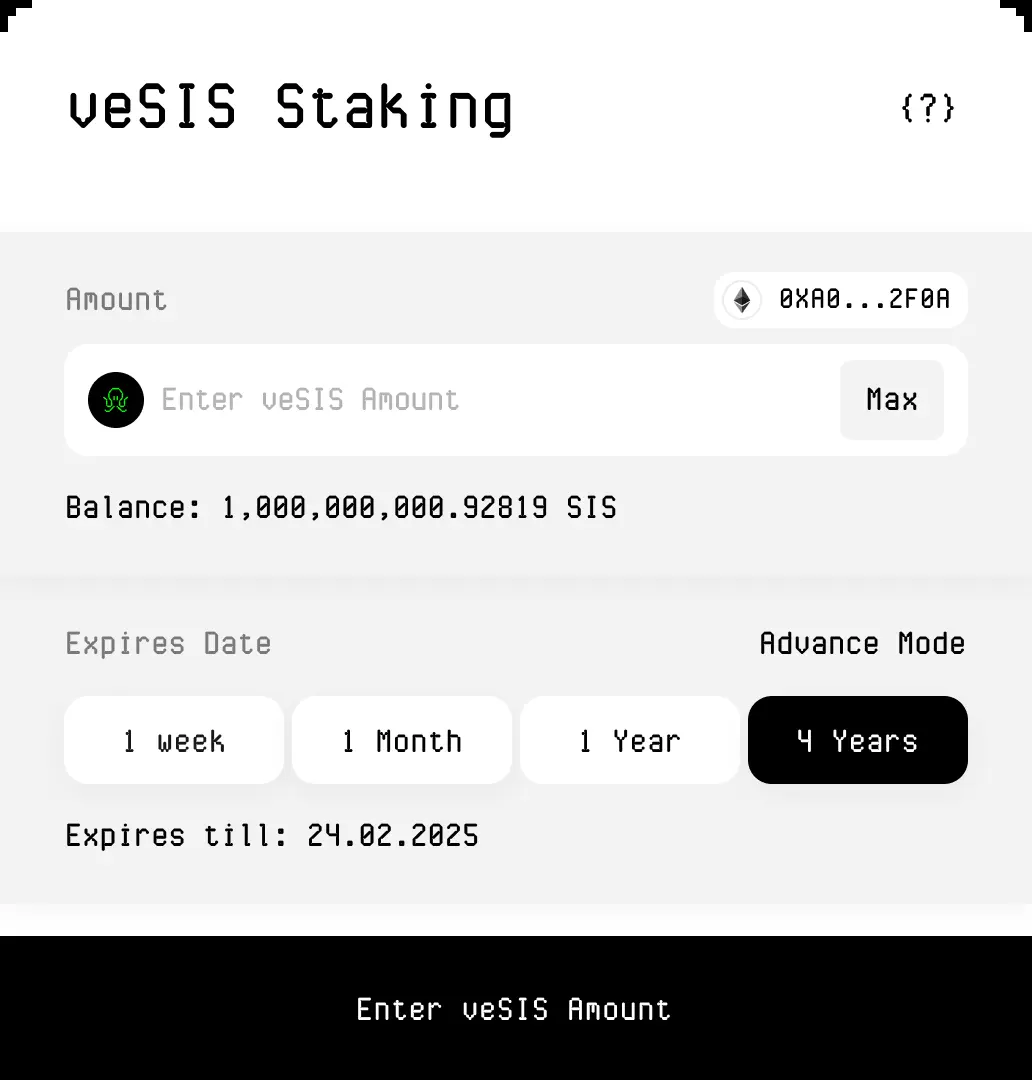 veSIS Staking
{?}
Amount
0XA0...2F0A
Enter veSIS Amount
Max
Balance: 1,000,000,000.92819 SIS
Expires Date
Advance Mode
1 week
1 Month
1 Year
4 Years
Expires till: 24.02.2025
Enter veSIS Amount